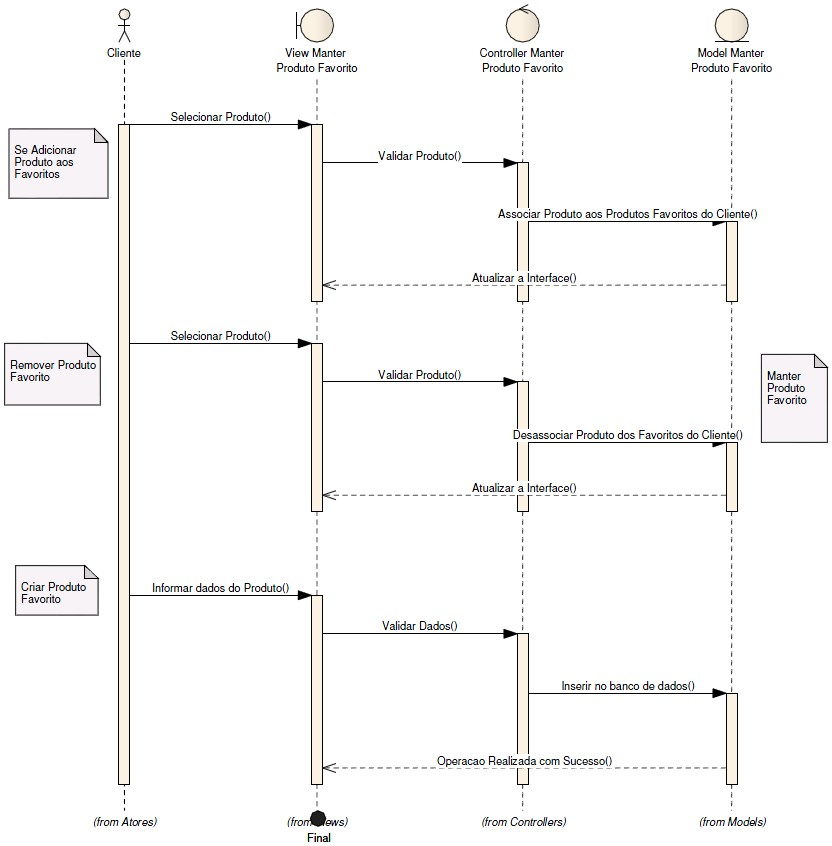 Cliente
View Manter
Produto Favorito
Controller Manter
Produto Favorito
Model Manter
Produto Favorito
Selecionar Produto()
Se Adicionar
Produto aos
Favoritos
Validar Produto()
Associar Produto aos Produtos Favoritos do Cliente()
Atualizar a Interface()
Selecionar Produto()
Remover Produto
Favorito
Validar Produto()
Manter
Produto
Favorito
Desassociar Produto dos Favoritos do Cliente()
Atualizar a Interface()
Criar Produto
Favorito
Informar dados do Produto()
Validar Dados()
Inserir no banco de dados()
Operacao Realizada com Sucesso()
(from Atores)
(from
(from Controllers)
(from Models)
Final